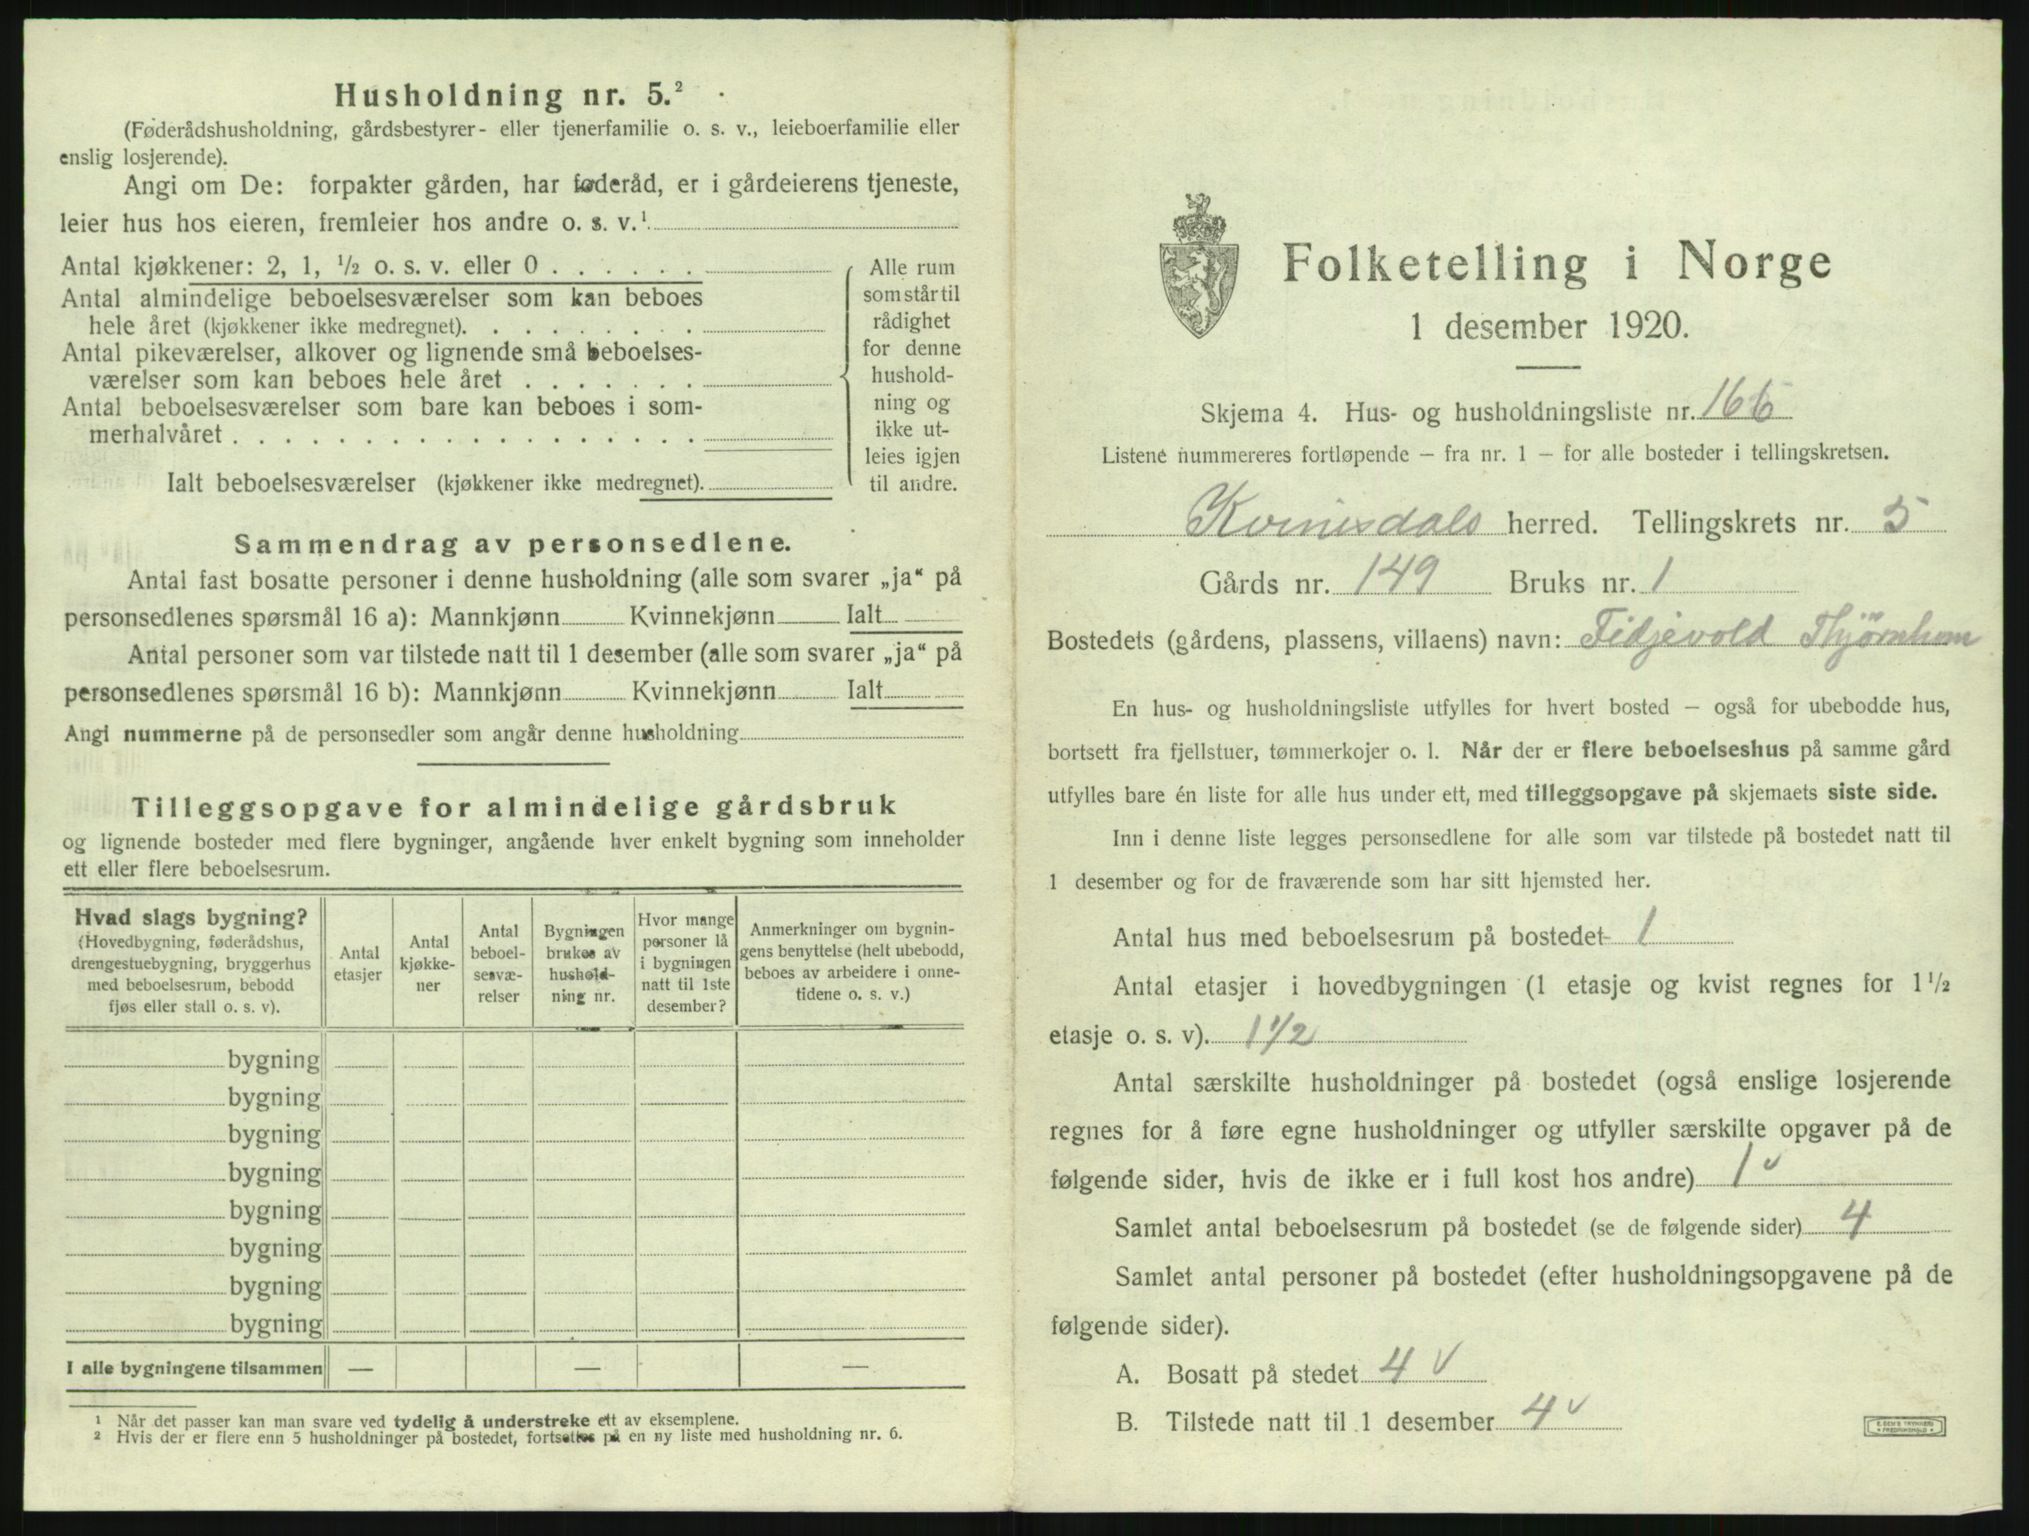 Husholdning nr. 5.²
(Føderådshusholdning, gårdsbestyrer- eller tjenerfamilie o. s. v., leieboerfamilie eller
enslig losjerende).
Angi om De: forpakter gården, har føderåd, er i gårdeierens tjeneste,
leier hus hos eieren, fremleier hos andre o. s. v.¹
Antal kjøkkener: 2, 1, ½ o. s. v. eller 0 . . . . . .
Antal almindelige beboelsesværelser som kan beboes
hele året (kjøkkener ikke medregnet). . . . . . . . .
Antal pikeværelser, alkover og lignende små beboelses-
værelser som kan beboes hele året . . . . . . .
Antal beboelsesværelser som bare kan beboes i som-
merhalvåret . . . . . . . . . . . . . . . . . .
Ialt beboelsesværelser (kjøkkener ikke medregnet).
Alle rum
som står til
rådighet
for denne
hushold-
ning og
ikke ut-
leies igjen
til andre.
Sammendrag av personsedlene.
Antal fast bosatte personer i denne husholdning (alle som svarer „ja“ på
personsedlenes spørsmål 16 a): Mannkjønn Kvinnekjønn Ialt
Antal personer som var tilstede natt til 1 desember (alle som svarer „ja“ på
personsedlenes spørsmål 16 b): Mannkjønn Kvinnekjønn Ialt
Angi nummerne på de personsedler som angår denne husholdning
Tilleggsopgave for almindelige gårdsbruk
og lignende bosteder med flere bygninger, angående hver enkelt bygning som inneholder
ett eller flere beboelsesrum.
Hvad slags bygning?
(Hovedbygning, føderådshus,
drengestuebygning, bryggerhus
med beboelsesrum, bebodd
fjøs eller stall o. s. v).
Antal
etasjer
Antal
kjøkke-
ner
Antal
beboel-
sesvæ-
relser
Bygningen
brukes av
hushold-
ning nr.
Hvor mange
personer lå
i bygningen
natt til 1ste
desember?
Anmerkninger om bygnin-
gens benyttelse (helt ubebodd,
beboes av arbeidere i onne-
tidene o. s. v.)
bygning
bygning
bygning
bygning
bygning
bygning
bygning
bygning
I alle bygningene tilsammen — — —
¹ Når det passer kan man svare ved tydelig å understreke ett av eksemplene.
² Hvis der er flere enn 5 husholdninger på bostedet, fortsettes på en ny liste med husholdning nr. 6.
Folketelling i Norge
1 desember 1920.
Skjema 4. Hus- og husholdningsliste nr. 166
Listene nummereres fortløpende – fra nr. 1 – for alle bosteder i tellingskretsen.
Kvinesdals herred. Tellingskrets nr. 5
Gårds nr. 149 Bruks nr. 1
Bostedets (gårdens, plassens, villaens) navn: Fidjevold Thjørnhom
En hus- og husholdningsliste utfylles for hvert bosted – også for ubebodde hus,
bortsett fra fjellstuer, tømmerkojer o. l. Når der er flere beboelseshus på samme gård
utfylles bare én liste for alle hus under ett, med tilleggsopgave på skjemaets siste side.
Inn i denne liste legges personsedlene for alle som var tilstede på bostedet natt til
1 desember og for de fraværende som har sitt hjemsted her.
Antal hus med beboelsesrum på bostedet 1
Antal etasjer i hovedbygningen (1 etasje og kvist regnes for 1 ½
etasje o. s. v). 1 1/2
Antal særskilte husholdninger på bostedet (også enslige losjerende
regnes for å føre egne husholdninger og utfyller særskilte opgaver på de
følgende sider, hvis de ikke er i full kost hos andre) 1 v
Samlet antal beboelsesrum på bostedet (se de følgende sider) 4
Samlet antal personer på bostedet (efter husholdningsopgavene på de
følgende sider).
A. Bosatt på stedet 4 v
B. Tilstede natt til 1 desember 4 v